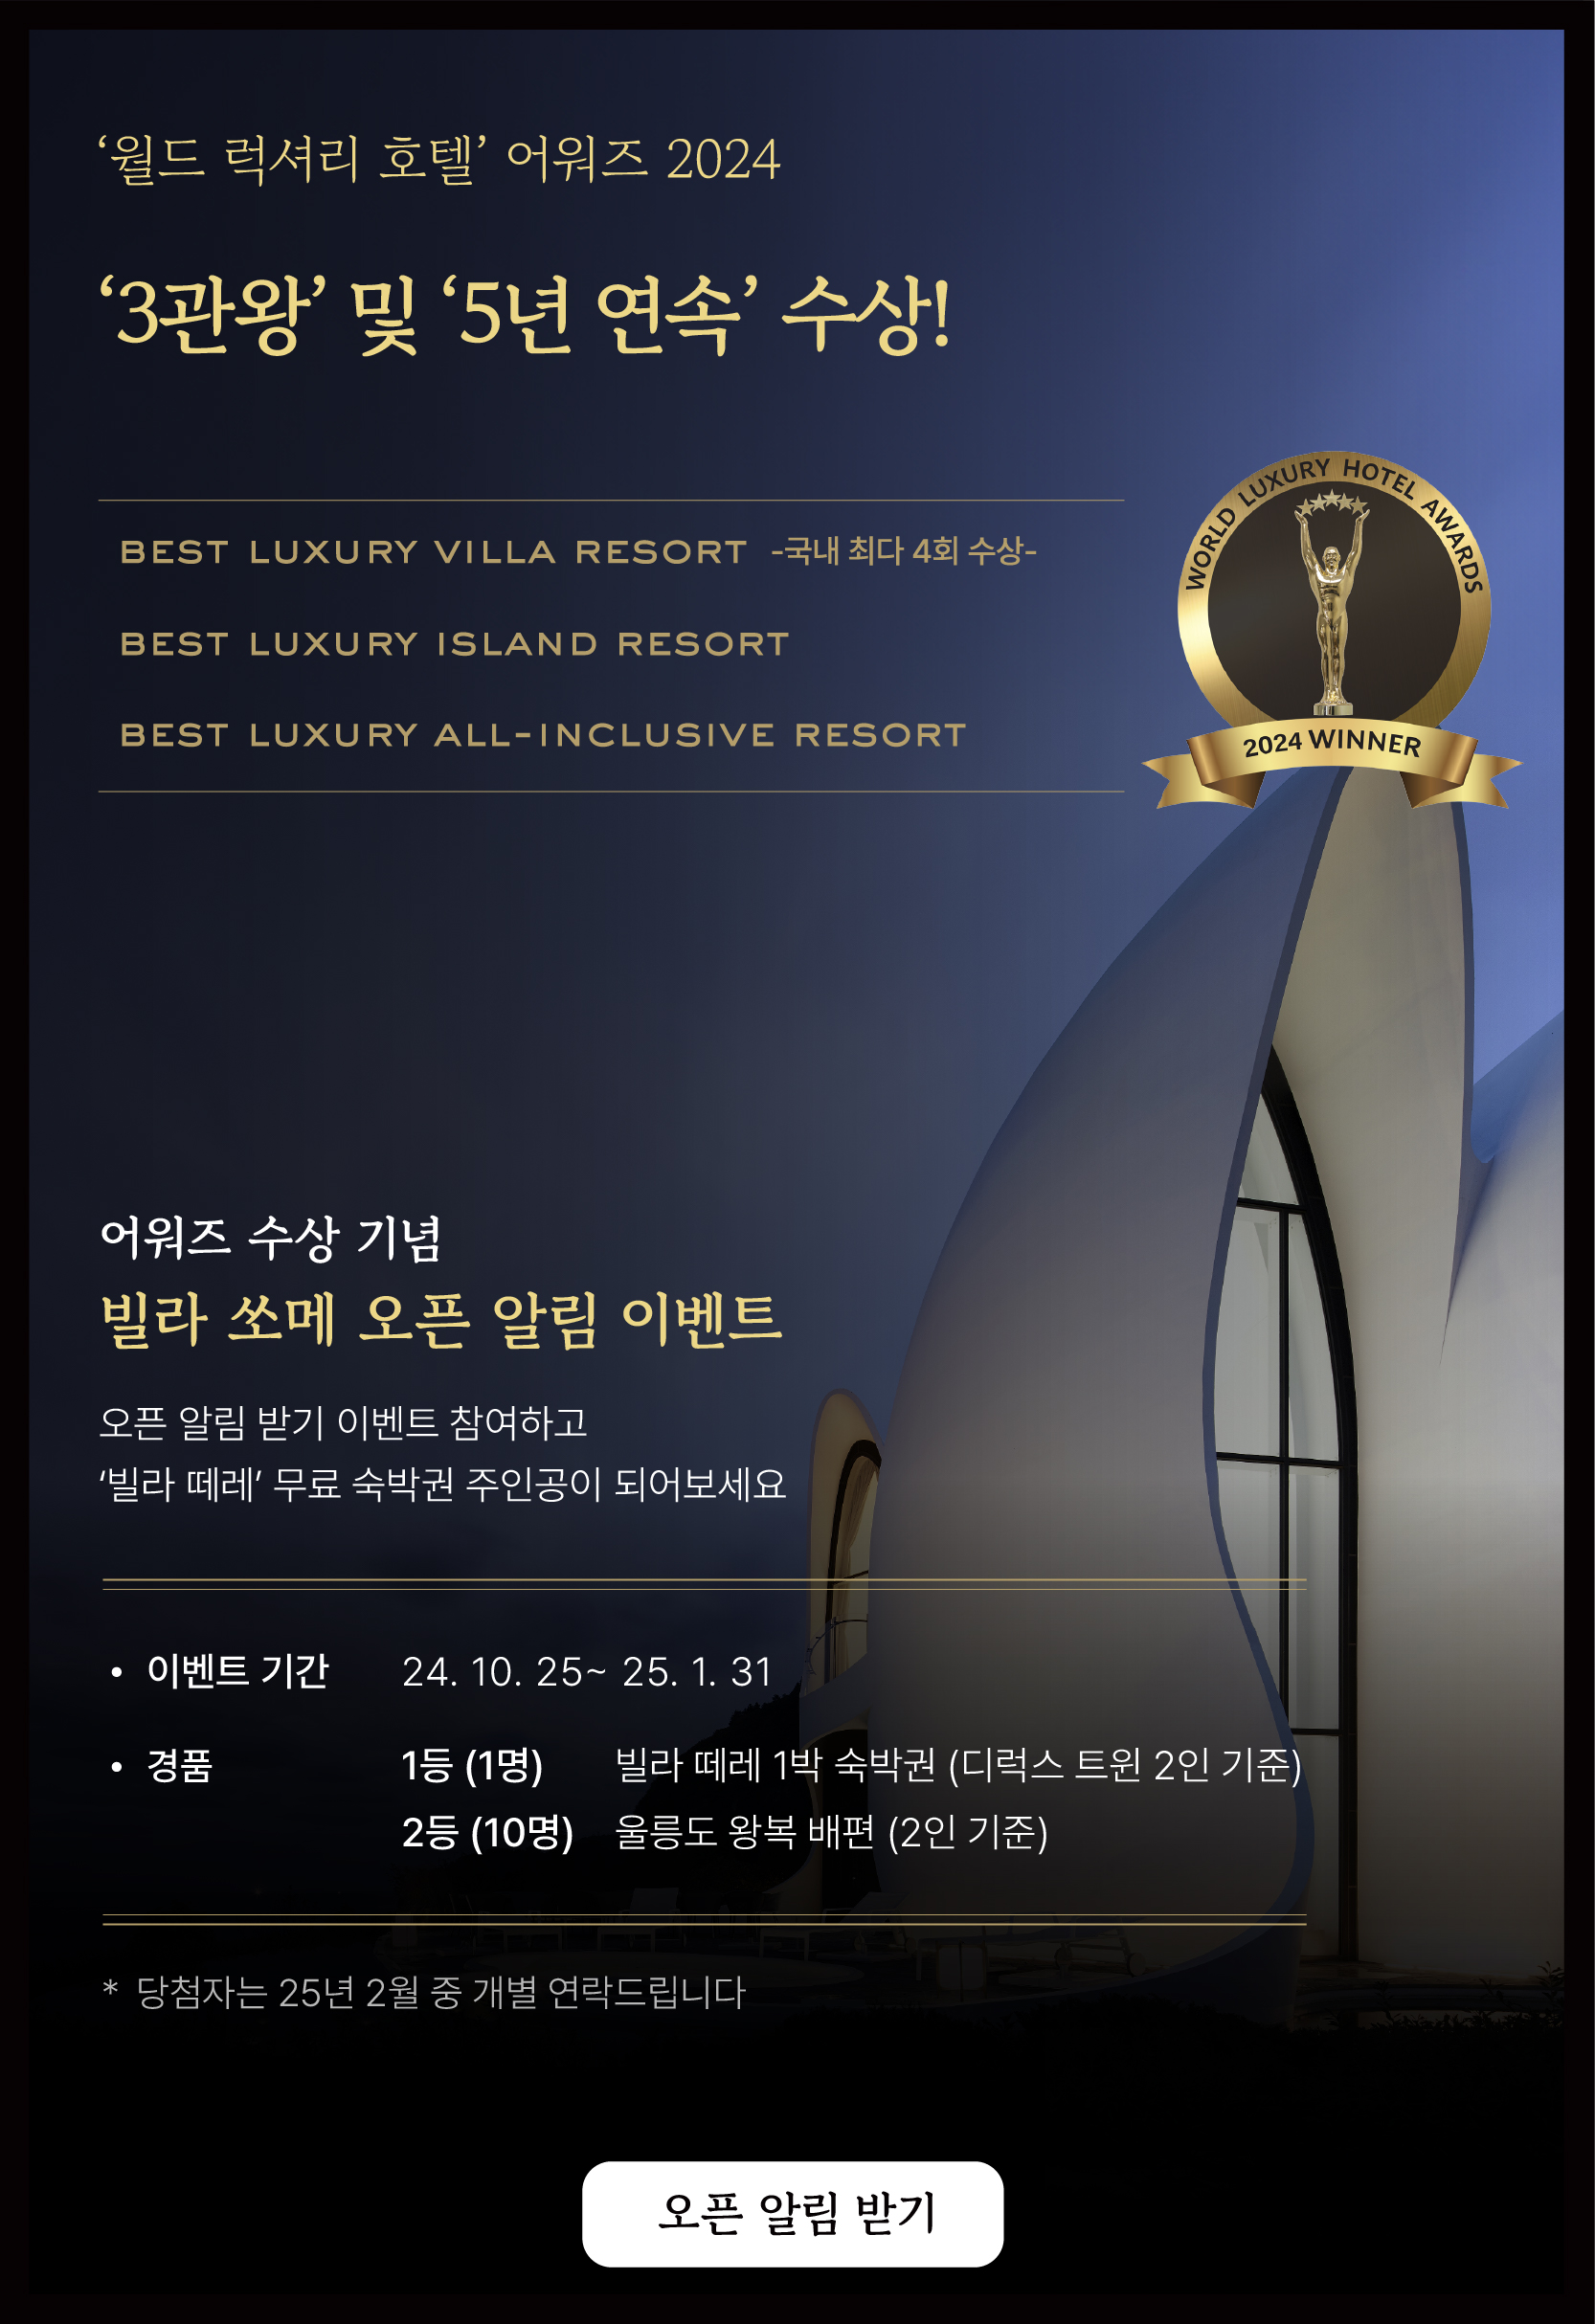 ‘월드 럭셔리 호텔’ 어워즈 2024
‘3관왕’ 및 ‘5년 연속’ 수상!
BEST LUXURY VILLA RESORT -국내 최다 4회 수상-
BEST LUXURY ISLAND RESORT
BEST LUXURY ALL-INCLUSIVE RESORT
WORLD LUXURY HOTEL AWARDS
2024 WINNER
어워즈 수상 기념
빌라 쏘메 오픈 알림 이벤트
오픈 알림 받기 이벤트 참여하고
‘빌라 떼레’ 무료 숙박권 주인공이 되어보세요
• 이벤트 기간 24. 10. 25~ 25. 1. 31
• 경품 1등 (1명) 빌라 떼레 1박 숙박권 (디럭스 트윈 2인 기준)
2등 (10명) 울릉도 왕복 배편 (2인 기준)
* 당첨자는 25년 2월 중 개별 연락드립니다
오픈 알림 받기